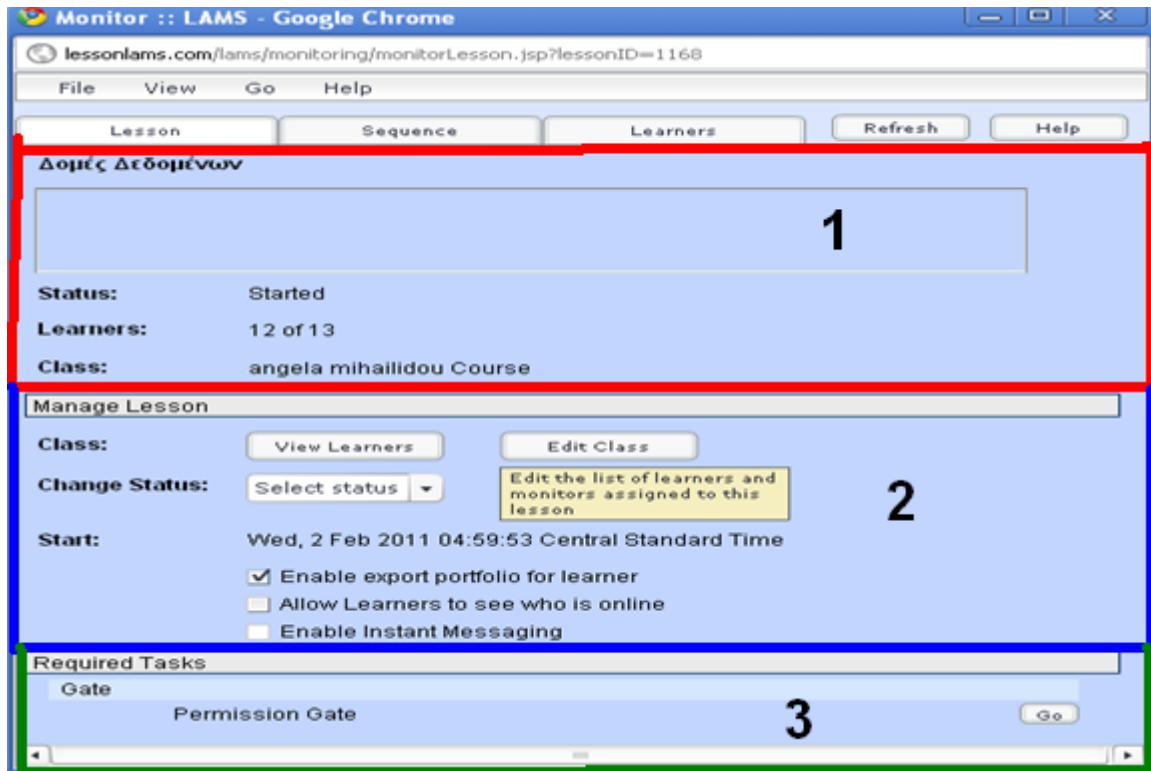 Monitor :: LAMS - Google Chrome
lessonlams.com/lams/monitoring/monitorLesson.jsp?lessonID=1168
File View Go Help
Lesson Sequence Learners Refresh Help
Δομές Δεδομένων
1
Status: Started
Learners: 12 of 13
Class: angela mihailidou Course
Manage Lesson
Class: View Learners Edit Class
Change Status: Select status
Edit the list of learners and
monitors assigned to this
lesson
2
Start: Wed, 2 Feb 2011 04:59:53 Central Standard Time
Enable export portfolio for learner
Allow Learners to see who is online
Enable Instant Messaging
Required Tasks
Gate
Permission Gate Go
3